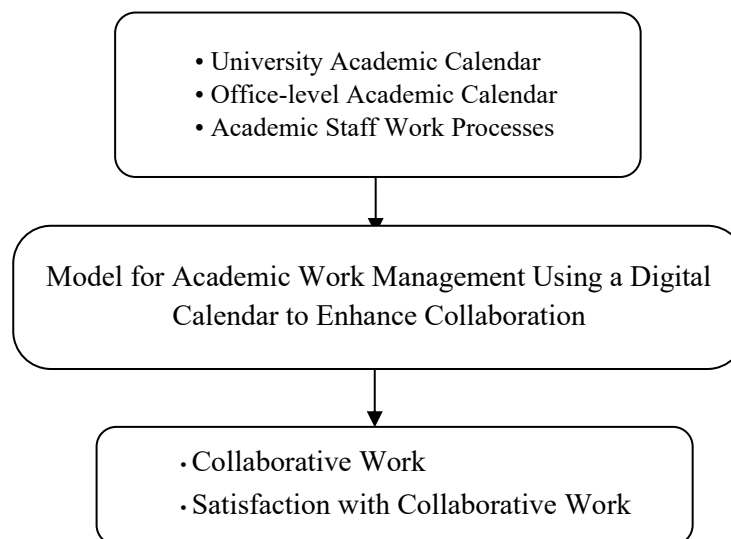 • University Academic Calendar
• Office-level Academic Calendar
• Academic Staff Work Processes
Model for Academic Work Management Using a Digital
Calendar to Enhance Collaboration
• Collaborative Work
• Satisfaction with Collaborative Work